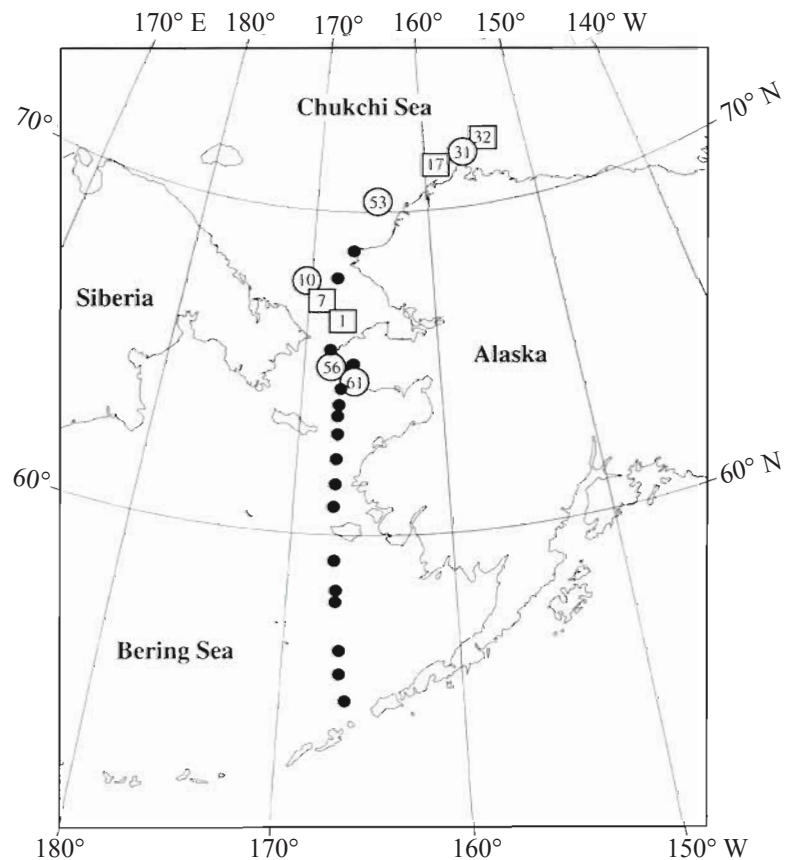 170° E 180° 170° 160° 150° 140° W
Chukchi Sea
70°
70° N
32
31
17
53
10
Siberia
7
1
Alaska
56
61
60°
60° N
Bering Sea
180° 170° 160° 150° W